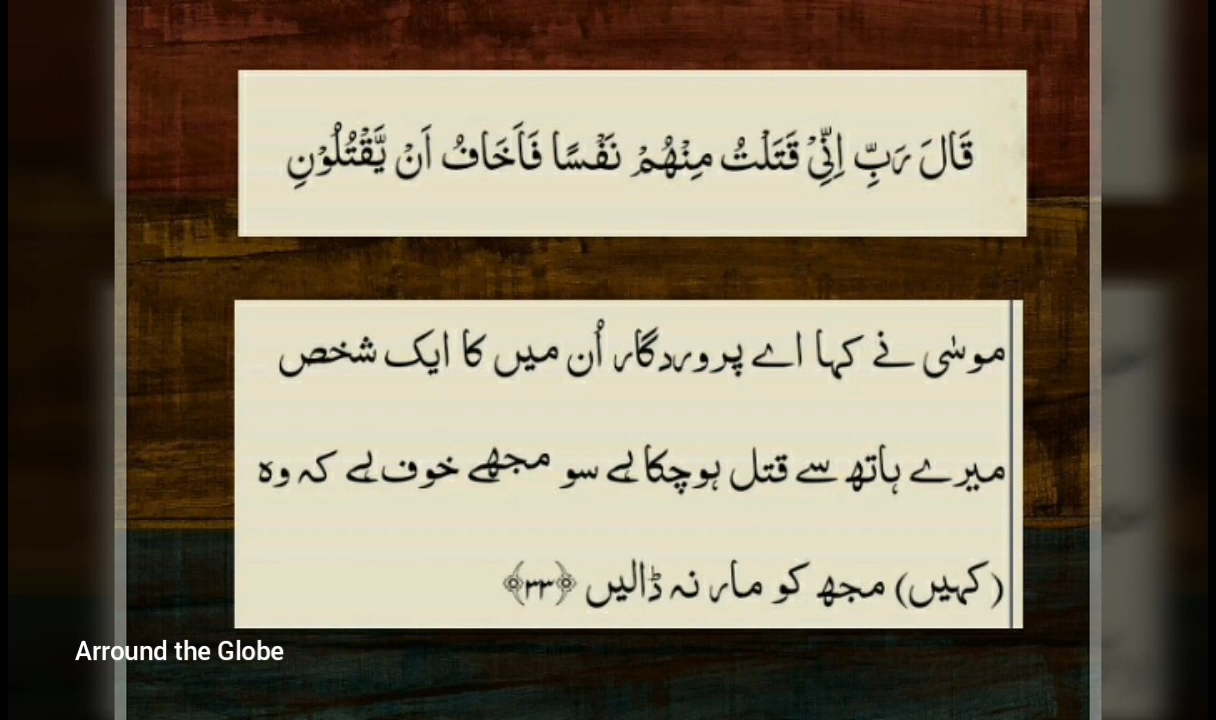 قَالَ رَبِّ اِنِّیْ قَتَلْتُ مِنْهُمْ نَفْسًا فَاَخَافُ اَنْ یَّقْتُلُوْنِ
موسٰی نے کہا اے پروردگار اُن میں کا ایک شخص
میرے ہاتھ سے قتل ہوچکا ہے سو مجھے خوف ہے کہ وہ
(کہیں) مجھ کو مار نہ ڈالیں ﴿۳۳﴾
Arround the Globe